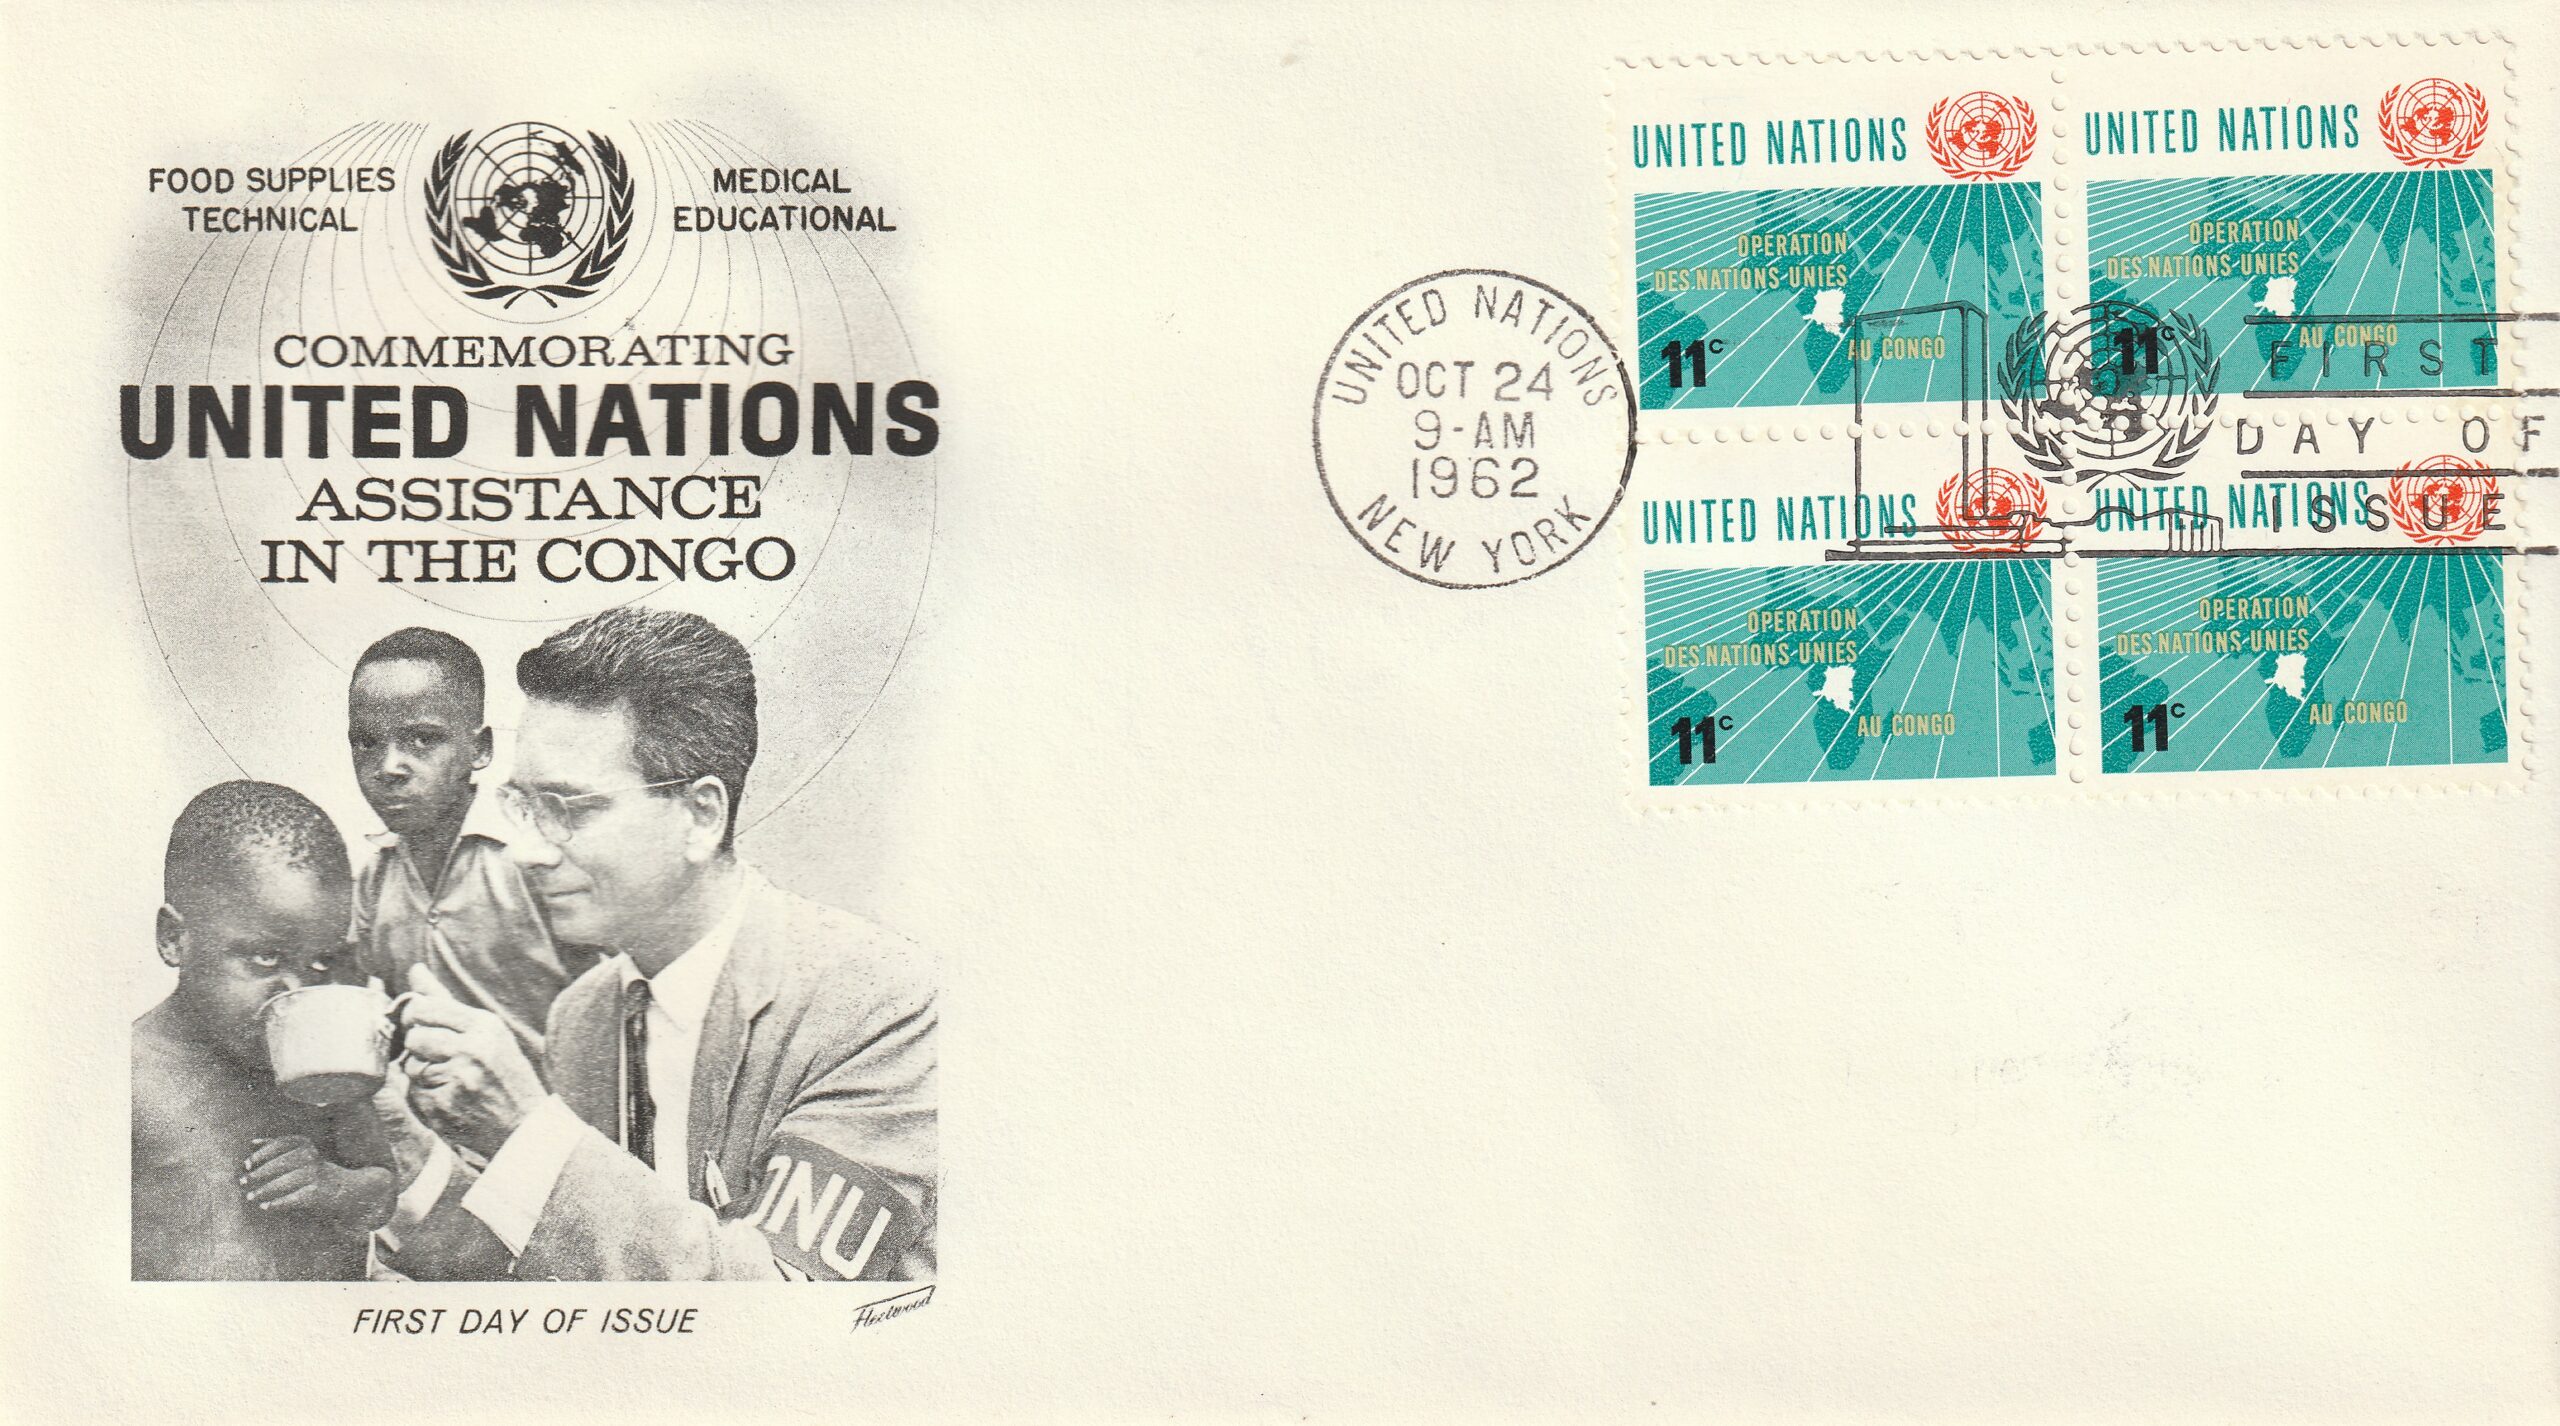 FOOD SUPPLIES
TECHNICAL
MEDICAL
EDUCATIONAL
COMMEMORATING
UNITED NATIONS
ASSISTANCE
IN THE CONGO
ONU
FIRST DAY OF ISSUE
Fleetwood
UNITED NATIONS
OCT 24
9-AM
1962
NEW YORK
UNITED NATIONS
OPERATION
DES NATIONS UNIES
AU CONGO
11c
UNITED NATIONS
OPERATION
DES NATIONS UNIES
AU CONGO
11c
FIRST
DAY OF
ISSUE
UNITED NATIONS
OPERATION
DES NATIONS UNIES
AU CONGO
11c
UNITED NATIONS
OPERATION
DES NATIONS UNIES
AU CONGO
11c